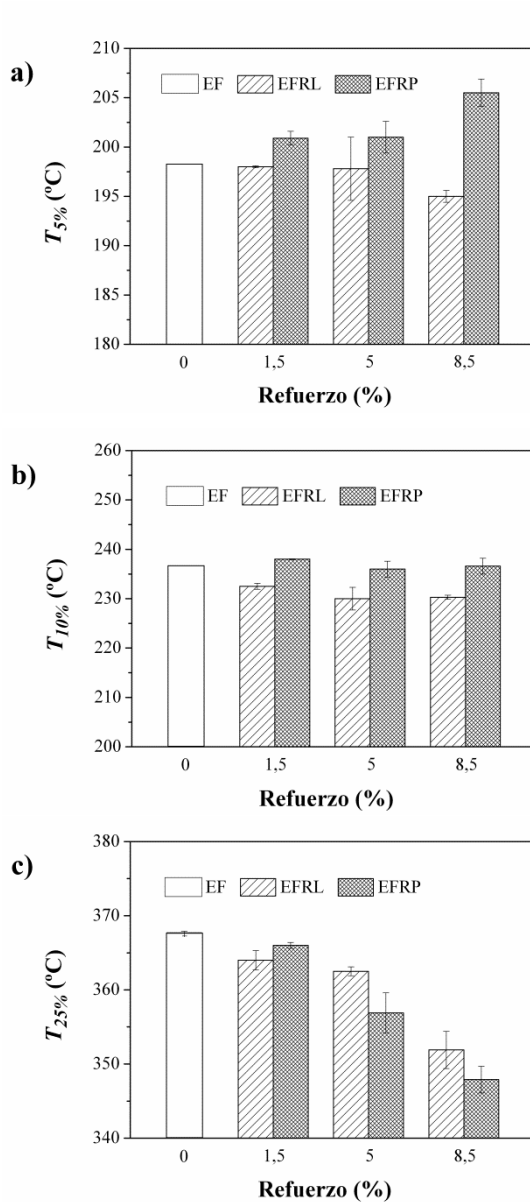 a)
EF EFRL EFRP
T5% (ºC)
210
205
200
195
190
185
180
0 1,5 5 8,5
Refuerzo (%)
b)
EF EFRL EFRP
T10% (ºC)
260
250
240
230
220
210
200
0 1,5 5 8,5
Refuerzo (%)
c)
EF EFRL EFRP
T25% (ºC)
380
370
360
350
340
0 1,5 5 8,5
Refuerzo (%)